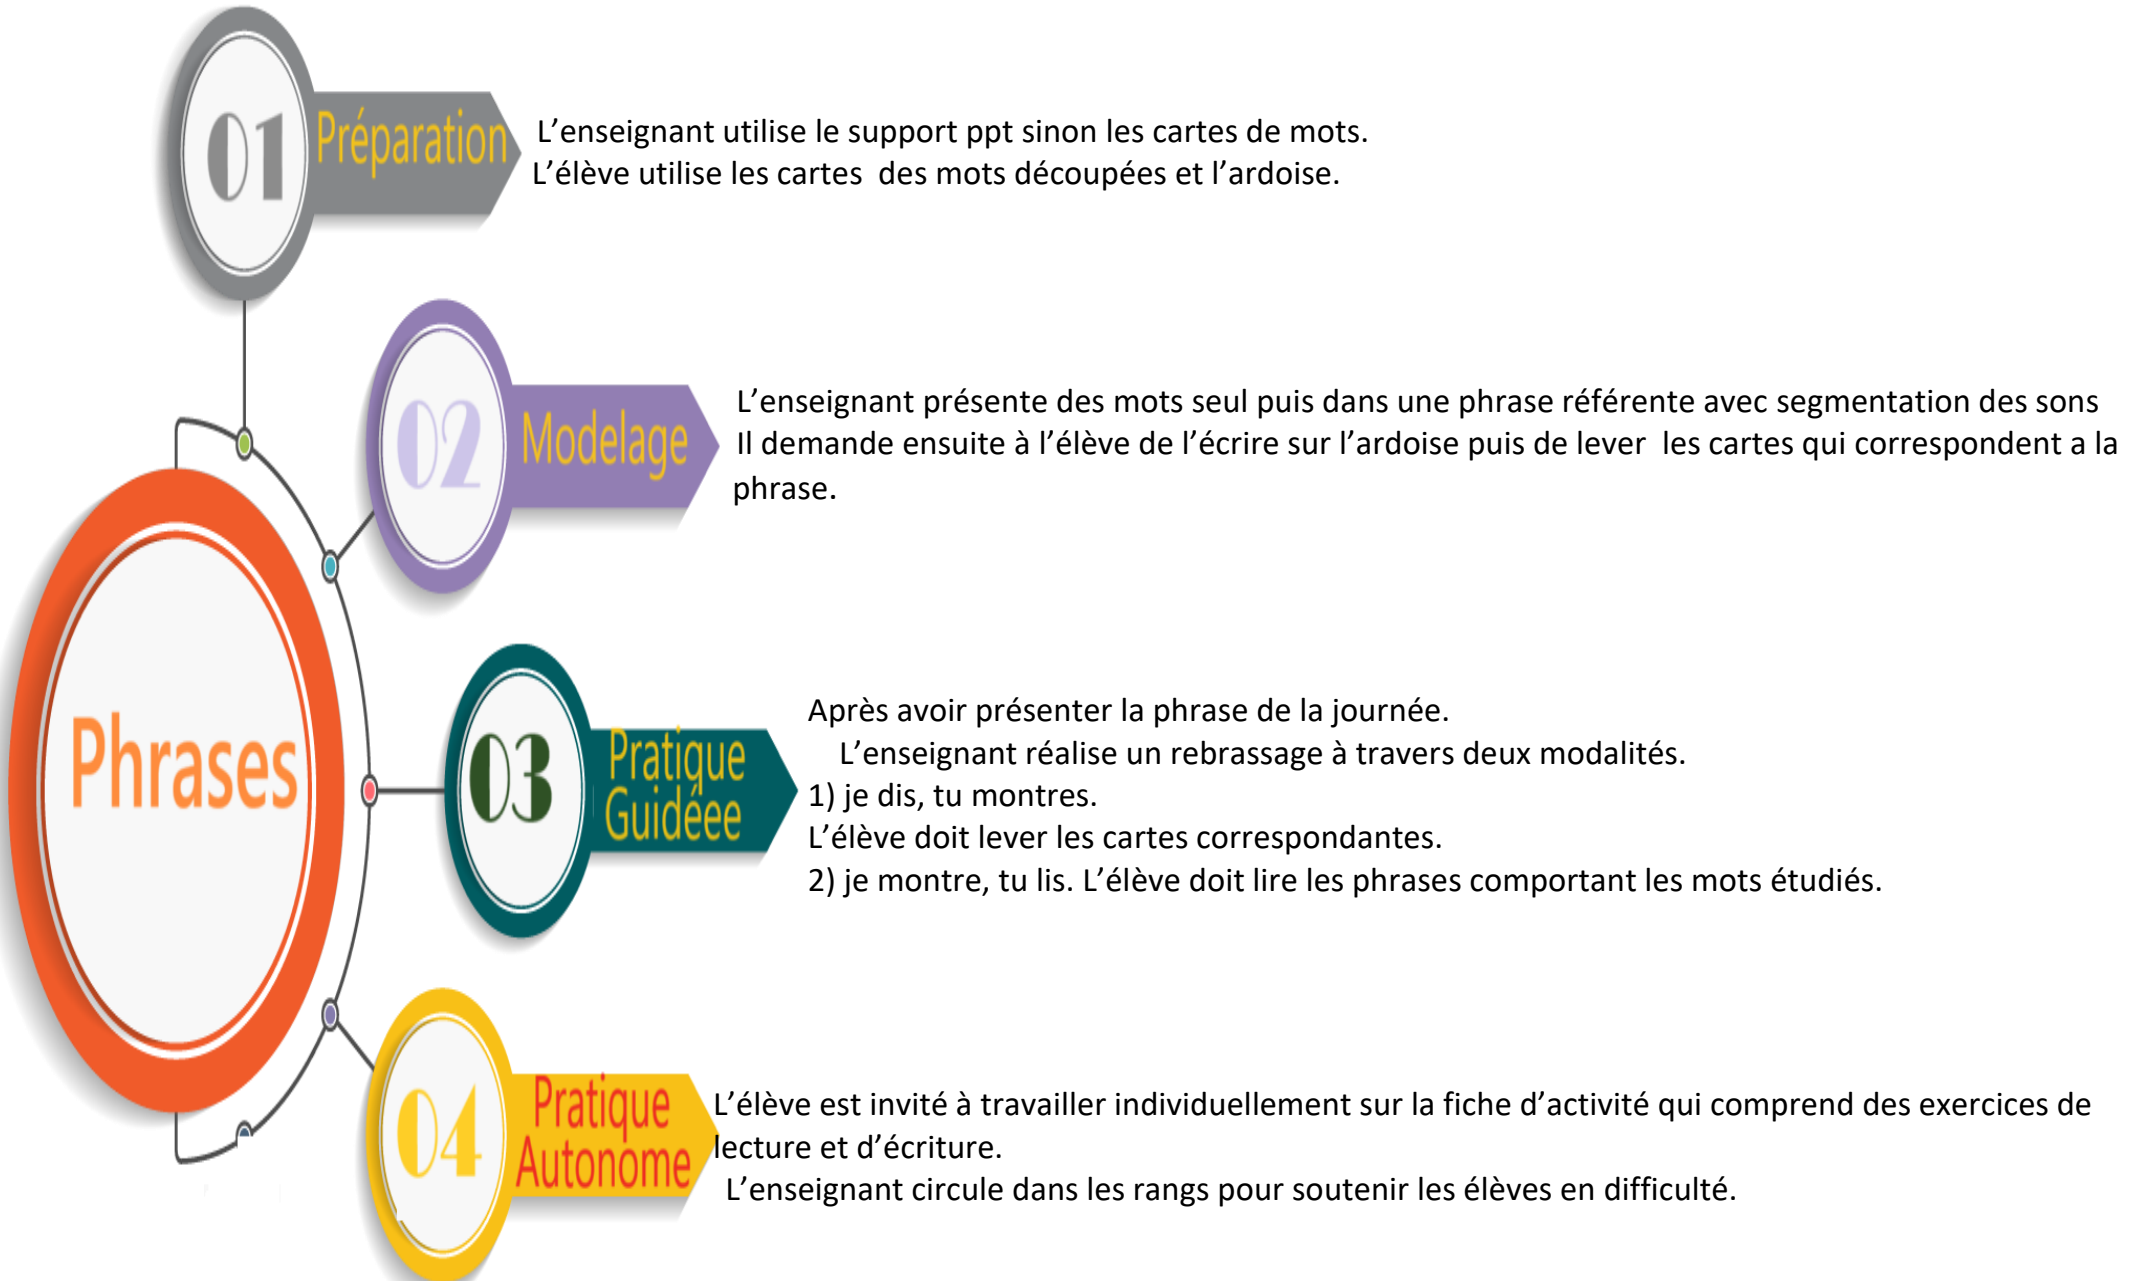 01
Préparation
L’enseignant utilise le support ppt sinon les cartes de mots.
L’élève utilise les cartes  des mots découpées et l’ardoise.
02
Modelage
L’enseignant présente des mots seul puis dans une phrase référente avec segmentation des sons
Il demande ensuite à l’élève de l’écrire sur l’ardoise puis de lever  les cartes qui correspondent a la
phrase.
Phrases
03
Pratique
Guidéee
Après avoir présenter la phrase de la journée.
L’enseignant réalise un rebrassage à travers deux modalités.
1) je dis, tu montres.
L’élève doit lever les cartes correspondantes.
2) je montre, tu lis. L’élève doit lire les phrases comportant les mots étudiés.
04
Pratique
Autonome
L’élève est invité à travailler individuellement sur la fiche d’activité qui comprend des exercices de
lecture et d’écriture.
L’enseignant circule dans les rangs pour soutenir les élèves en difficulté.